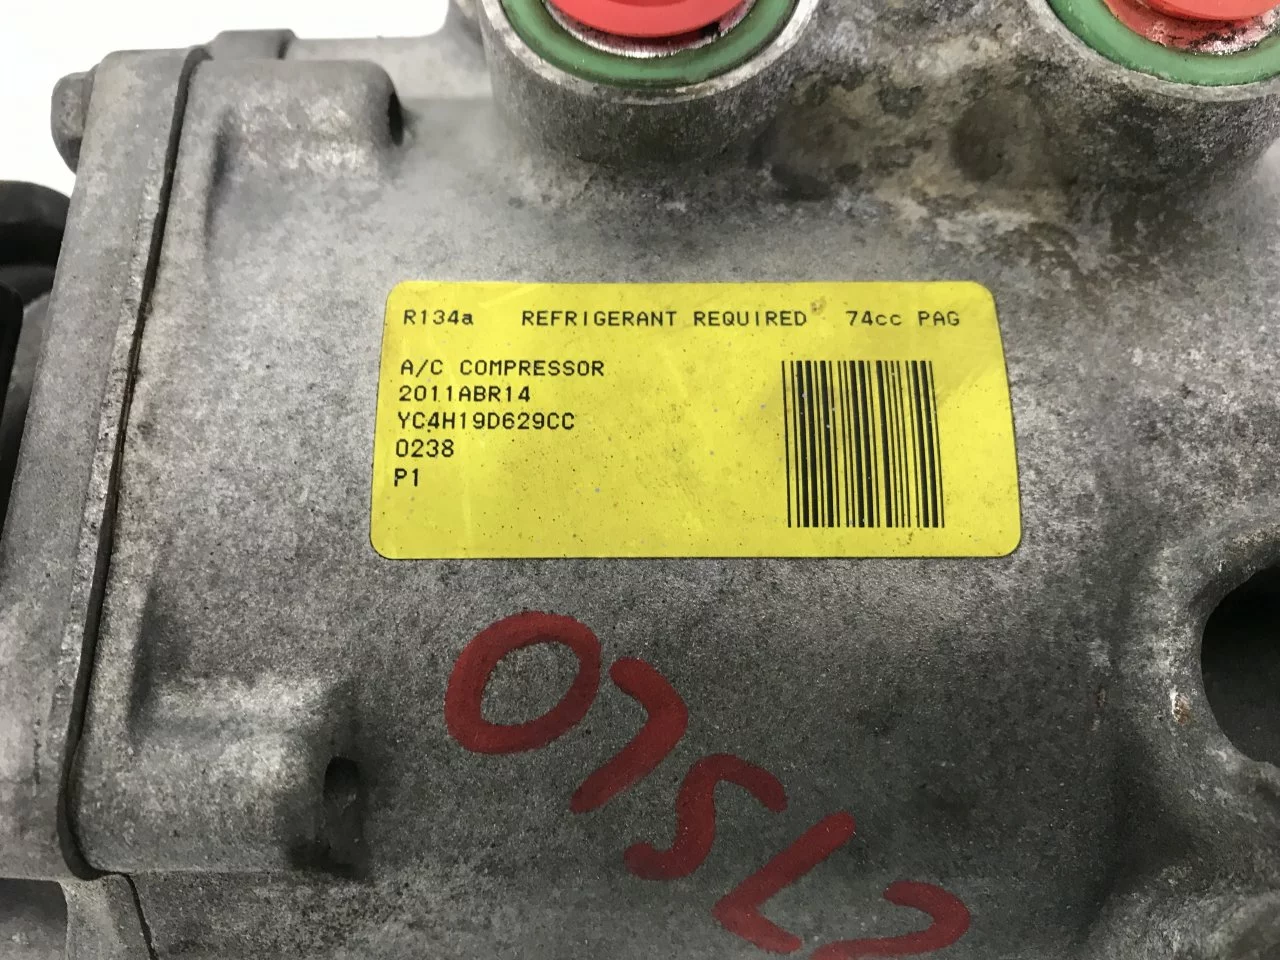 R134a REFRIGERANT REQUIRED 74cc PAG
A/C COMPRESSOR
2011ABR14
YC4H19D629CC
0238
P1